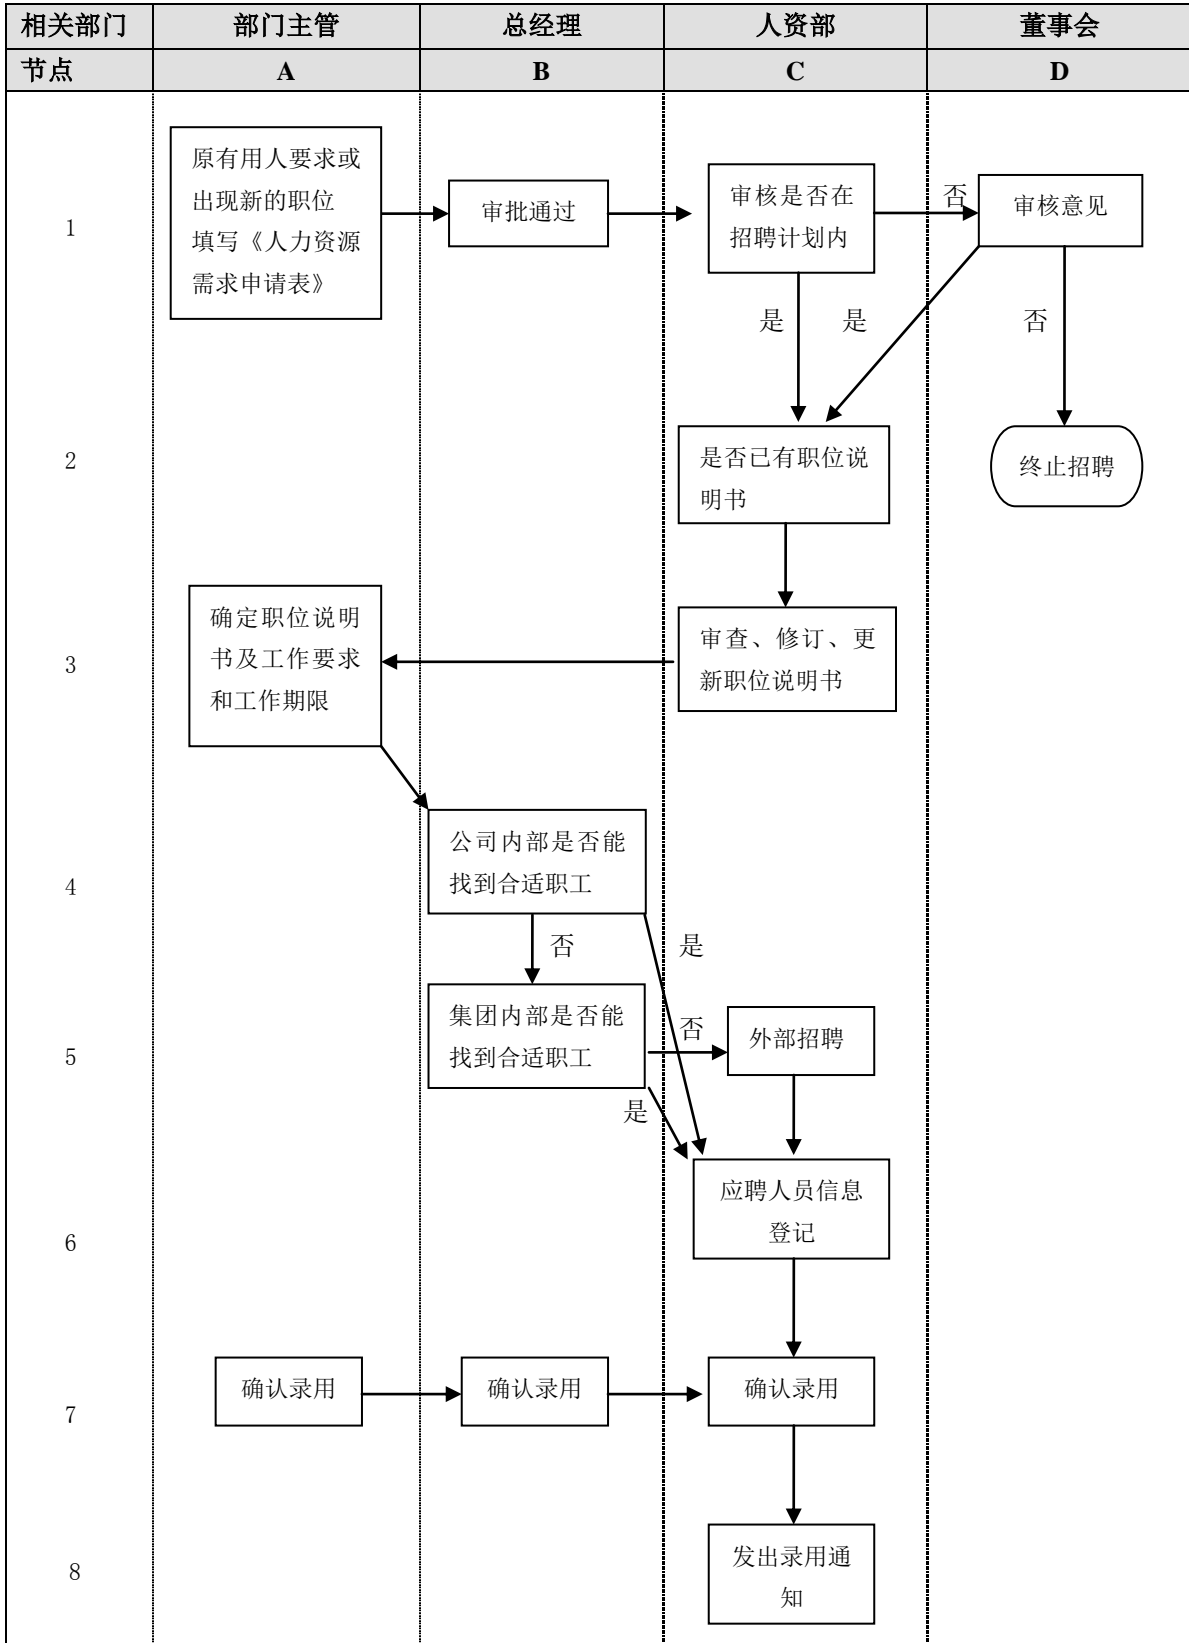 相关部门 部门主管 总经理 人资部 董事会
节点 A B C D
1
原有用人要求或
出现新的职位
填写《人力资源
需求申请表》
审批通过
审核是否在
招聘计划内
否
审核意见
是
是
否
2
是否已有职位说
明书
终止招聘
3
确定职位说明
书及工作要求
和工作期限
审查、修订、更
新职位说明书
4
公司内部是否能
找到合适职工
否
是
5
集团内部是否能
找到合适职工
否
外部招聘
是
6
应聘人员信息
登记
7
确认录用
确认录用
确认录用
8
发出录用通
知